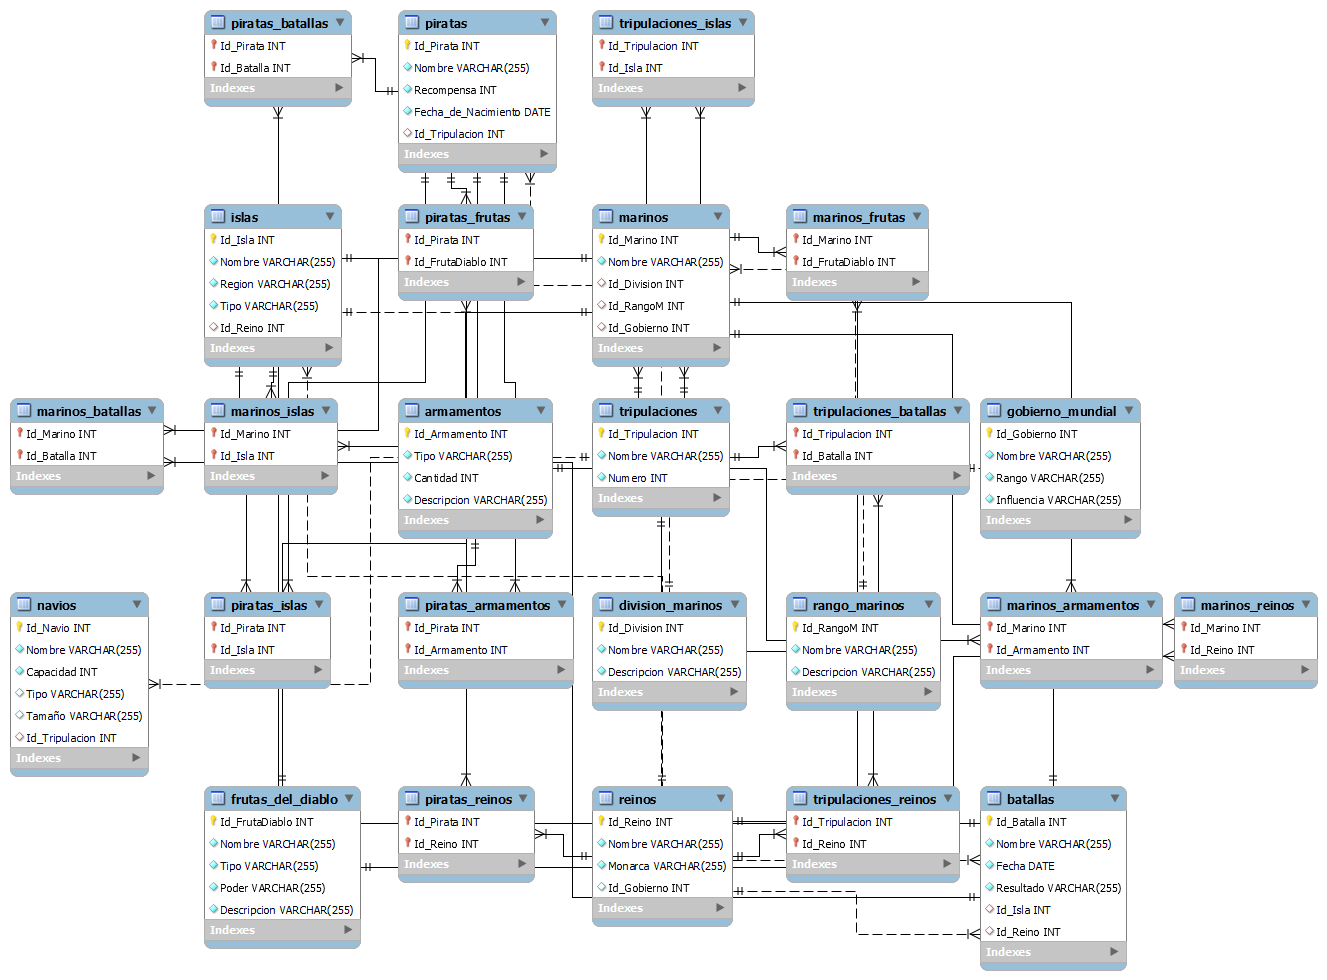 piratas_batallas
Id_Pirata INT
Id_Batalla INT
Indexes
piratas
Id_Pirata INT
Nombre VARCHAR(255)
Recompensa INT
Fecha_de_Nacimiento DATE
Id_Tripulacion INT
Indexes
tripulaciones_islas
Id_Tripulacion INT
Id_Isla INT
Indexes
islas
Id_Isla INT
Nombre VARCHAR(255)
Region VARCHAR(255)
Tipo VARCHAR(255)
Id_Reino INT
Indexes
piratas_frutas
Id_Pirata INT
Id_FrutaDiablo INT
Indexes
marinos
Id_Marino INT
Nombre VARCHAR(255)
Id_Division INT
Id_RangoM INT
Id_Gobierno INT
Indexes
marinos_frutas
Id_Marino INT
Id_FrutaDiablo INT
Indexes
marinos_batallas
Id_Marino INT
Id_Batalla INT
Indexes
marinos_islas
Id_Marino INT
Id_Isla INT
Indexes
armamentos
Id_Armamento INT
Tipo VARCHAR(255)
Cantidad INT
Descripcion VARCHAR(255)
Indexes
tripulaciones
Id_Tripulacion INT
Nombre VARCHAR(255)
Numero INT
Indexes
tripulaciones_batallas
Id_Tripulacion INT
Id_Batalla INT
Indexes
gobierno_mundial
Id_Gobierno INT
Nombre VARCHAR(255)
Rango VARCHAR(255)
Influencia VARCHAR(255)
Indexes
navios
Id_Navio INT
Nombre VARCHAR(255)
Capacidad INT
Tipo VARCHAR(255)
Tamaño VARCHAR(255)
Id_Tripulacion INT
Indexes
piratas_islas
Id_Pirata INT
Id_Isla INT
Indexes
piratas_armamentos
Id_Pirata INT
Id_Armamento INT
Indexes
division_marinos
Id_Division INT
Nombre VARCHAR(255)
Descripcion VARCHAR(255)
Indexes
rango_marinos
Id_RangoM INT
Nombre VARCHAR(255)
Descripcion VARCHAR(255)
Indexes
marinos_armamentos
Id_Marino INT
Id_Armamento INT
Indexes
marinos_reinos
Id_Marino INT
Id_Reino INT
Indexes
frutas_del_diablo
Id_FrutaDiablo INT
Nombre VARCHAR(255)
Tipo VARCHAR(255)
Poder VARCHAR(255)
Descripcion VARCHAR(255)
Indexes
piratas_reinos
Id_Pirata INT
Id_Reino INT
Indexes
reinos
Id_Reino INT
Nombre VARCHAR(255)
Monarca VARCHAR(255)
Id_Gobierno INT
Indexes
tripulaciones_reinos
Id_Tripulacion INT
Id_Reino INT
Indexes
batallas
Id_Batalla INT
Nombre VARCHAR(255)
Fecha DATE
Resultado VARCHAR(255)
Id_Isla INT
Id_Reino INT
Indexes